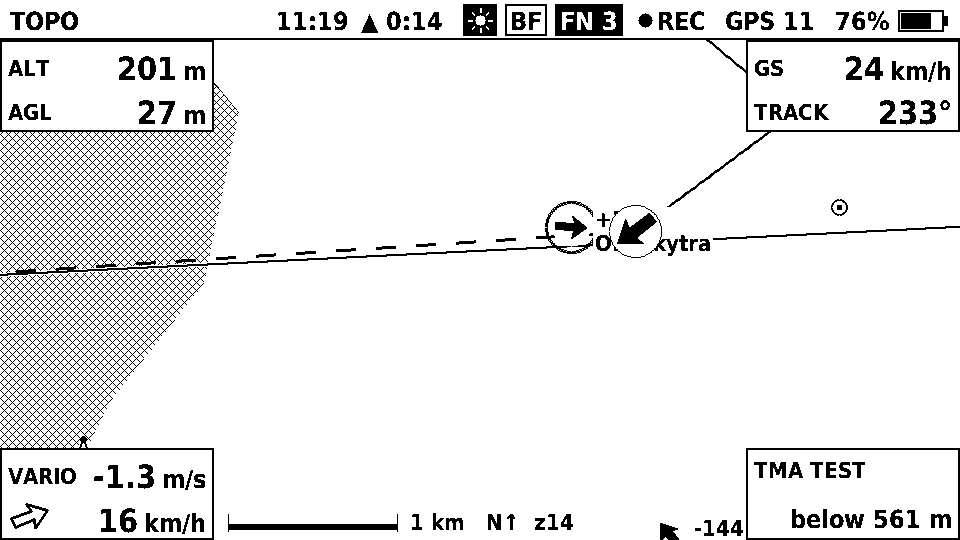 TOPO 11:19 ▲ 0:14 BF FN 3 ●REC GPS 11 76%
ALT 201 m
AGL 27 m
GS 24 km/h
TRACK 233°
VARIO -1.3 m/s
16 km/h
1 km N↑ z14
-144
TMA TEST
below 561 m